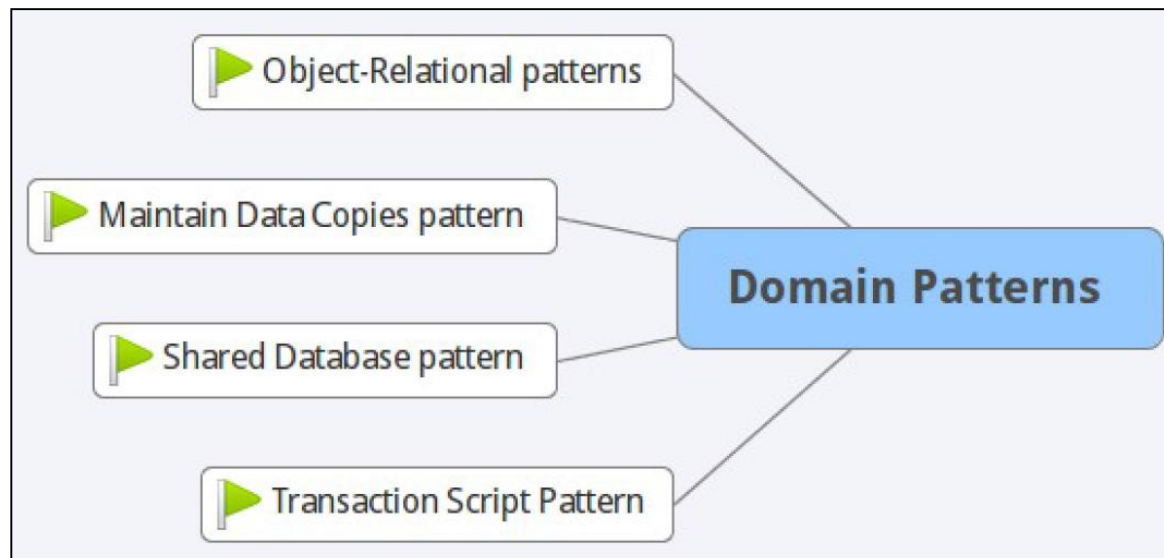 Object-Relational patterns
Maintain Data Copies pattern
Domain Patterns
Shared Database pattern
Transaction Script Pattern